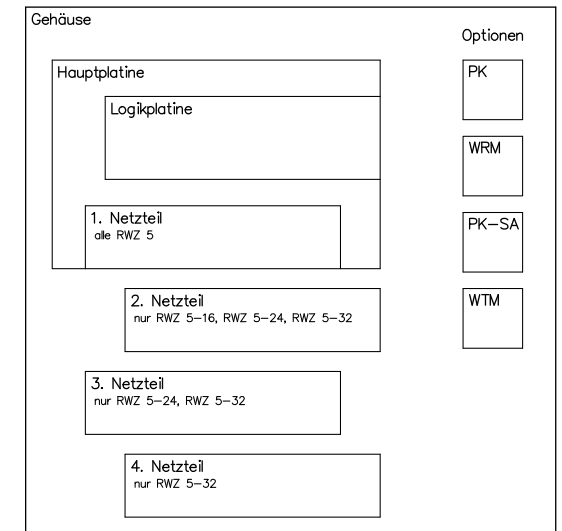 Gehäuse
Optionen
Hauptplatine
PK
Logikplatine
WRM
1. Netzteil
alle RWZ 5
PK-SA
2. Netzteil
nur RWZ 5-16, RWZ 5-24, RWZ 5-32
WTM
3. Netzteil
nur RWZ 5-24, RWZ 5-32
4. Netzteil
nur RWZ 5-32